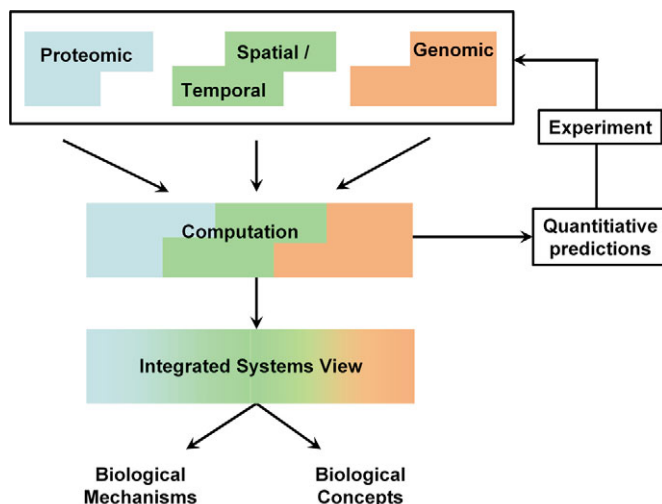 Proteomic
Spatial /
Temporal
Genomic
Experiment
Computation
Quantitiative
predictions
Integrated Systems View
Biological
Mechanisms
Biological
Concepts